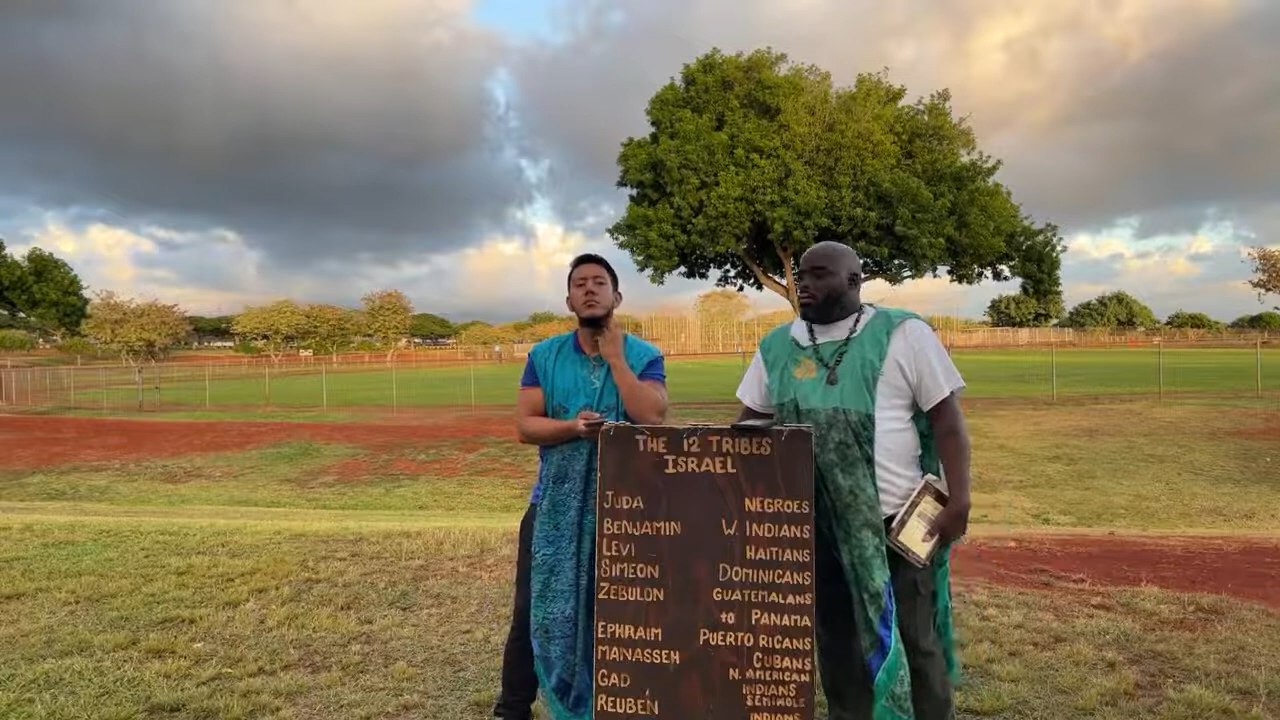 THE 12 TRIBES
ISRAEL
JUDA NEGROES
BENJAMIN W. INDIANS
LEVI HAITIANS
SIMEON DOMINICANS
ZEBULON GUATEMALANS
to PANAMA
EPHRAIM PUERTO RICANS
MANASSEH CUBANS
GAD N. AMERICAN
INDIANS
REUBEN SEMINOLE
INDIANS